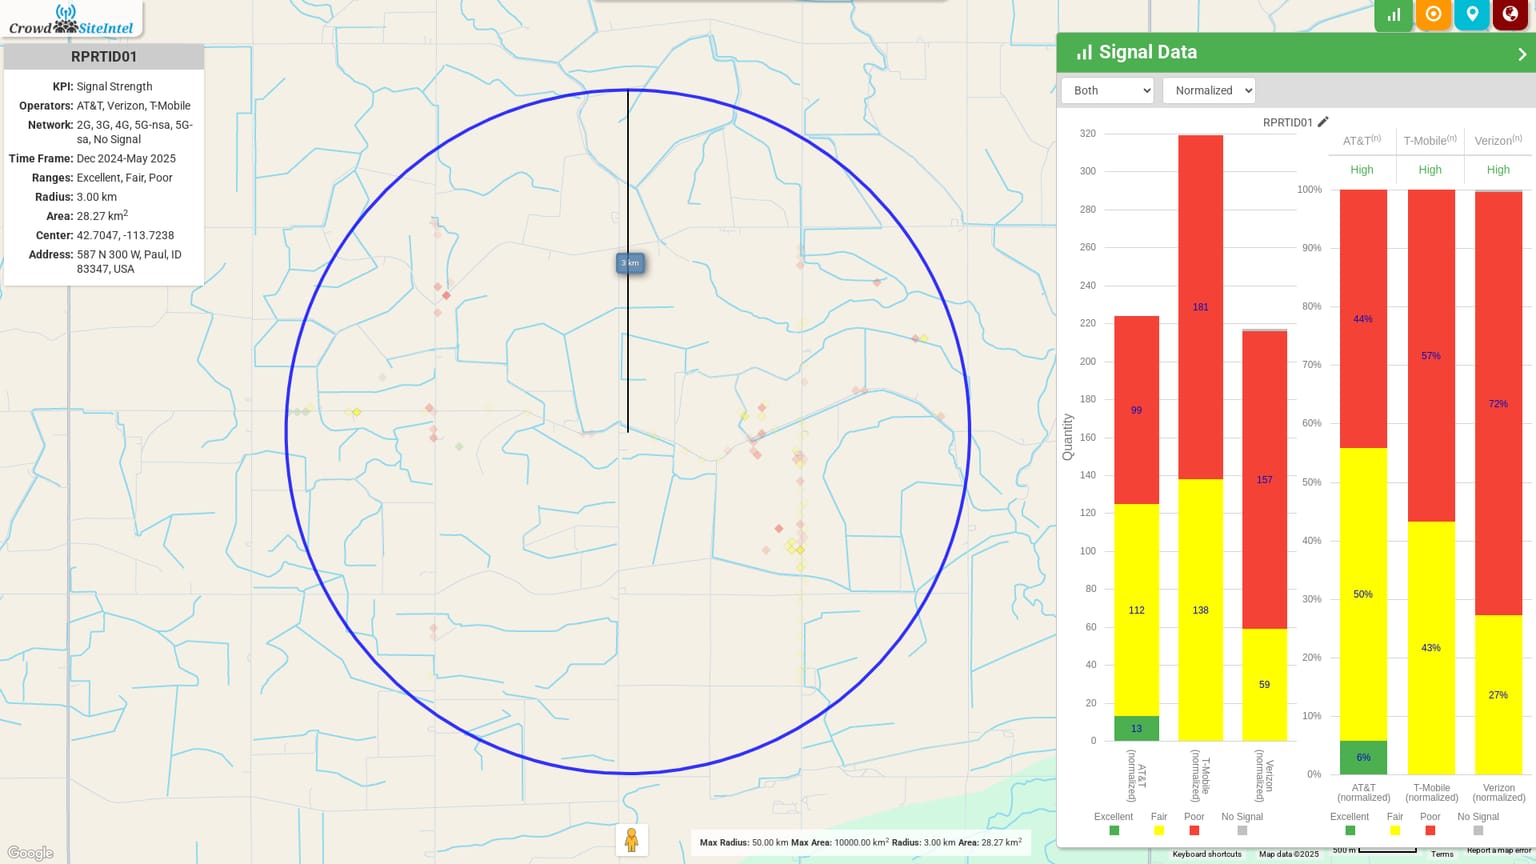 CrowdSiteIntel
RPRTID01
KPI: Signal Strength
Operators: AT&T, Verizon, T-Mobile
Network: 2G, 3G, 4G, 5G-nsa, 5G-
sa, No Signal
Time Frame: Dec 2024-May 2025
Ranges: Excellent, Fair, Poor
Radius: 3.00 km
Area: 28.27 km2
Center: 42.7047, -113.7238
Address: 587 N 300 W, Paul, ID
83347, USA
3 km
Signal Data
Both
Normalized
RPRTID01
Quantity
320
300
280
260
240
220
200
180
160
140
120
100
80
60
40
20
0
99
112
13
181
138
157
59
AT&T
(normalized)
T-Mobile
(normalized)
Verizon
(normalized)
Excellent
Fair
Poor
No Signal
AT&T(n)
T-Mobile(n)
Verizon(n)
High
High
High
100%
90%
80%
70%
60%
50%
40%
30%
20%
10%
0%
44%
50%
6%
57%
43%
72%
27%
AT&T
(normalized)
T-Mobile
(normalized)
Verizon
(normalized)
Excellent
Fair
Poor
No Signal
Google
Max Radius: 50.00 km Max Area: 10000.00 km2 Radius: 3.00 km Area: 28.27 km2
Keyboard shortcuts
Map data ©2025
500 m
Terms
Report a map error